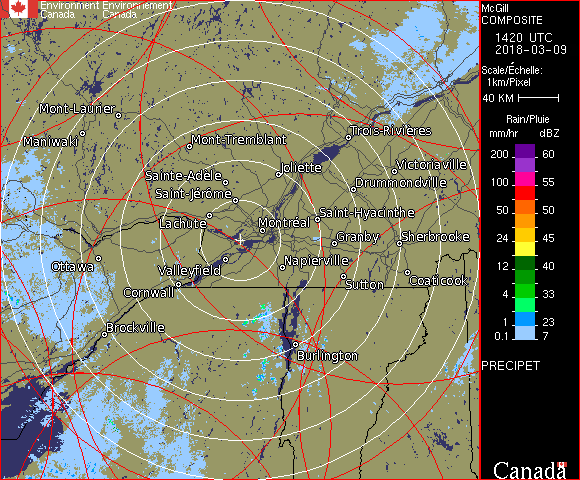 Environment Environnement
Canada Canada
McGill
COMPOSITE
1420 UTC
2018-03-09
Scale/Échelle:
1km/Pixel
40 KM
Rain/Pluie
mm/hr dBZ
200 60
100 55
50 50
24 45
12 40
4 33
1 23
0.1 7
PRECIPET
Canada
Mont-Laurier
Maniwaki
Mont-Tremblant
Trois-Rivières
Sainte-Adèle
Joliette
Victoriaville
Saint-Jérôme
Drummondville
Lachute
Montréal
Saint-Hyacinthe
Granby
Sherbrooke
Ottawa
Valleyfield
Napierville
Cornwall
Sutton
Coaticook
Brockville
Burlington